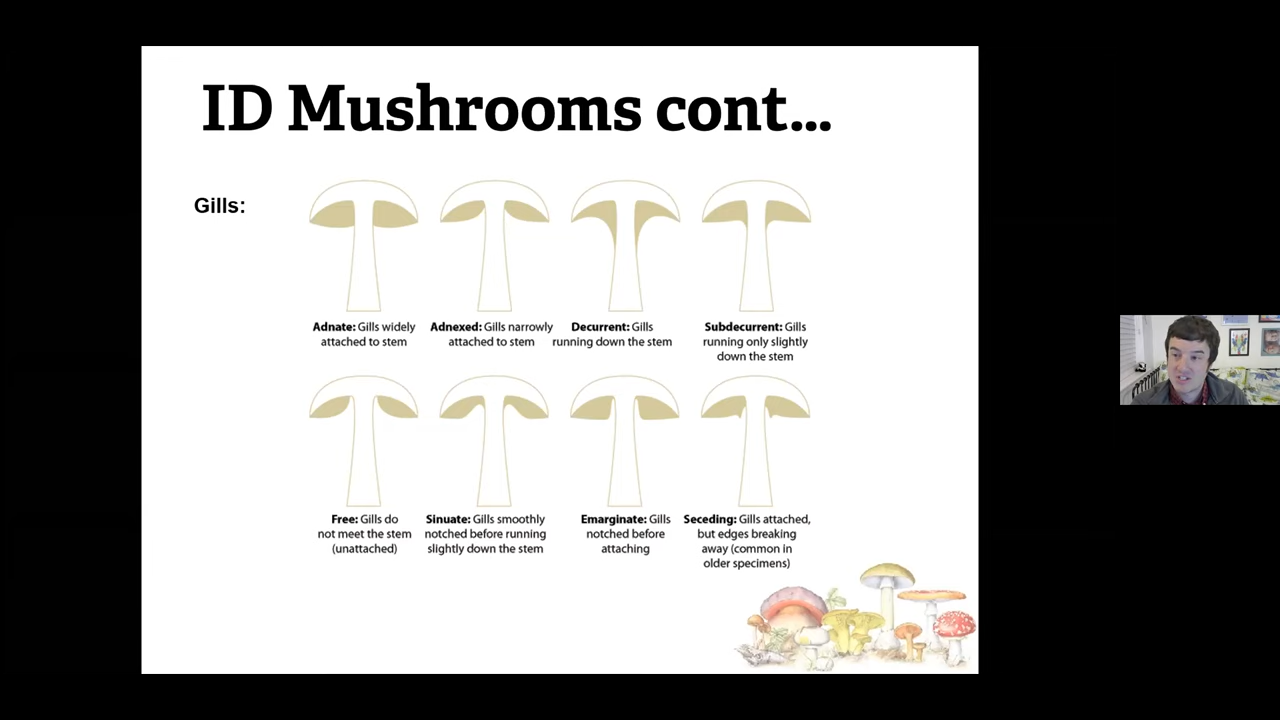 ID Mushrooms cont...
Gills:
Adnate: Gills widely
attached to stem
Adnexed: Gills narrowly
attached to stem
Decurrent: Gills
running down the stem
Subdecurrent: Gills
running only slightly
down the stem
Free: Gills do
not meet the stem
(unattached)
Sinuate: Gills smoothly
notched before running
slightly down the stem
Emarginate: Gills
notched before
attaching
Seceding: Gills attached,
but edges breaking
away (common in
older specimens)